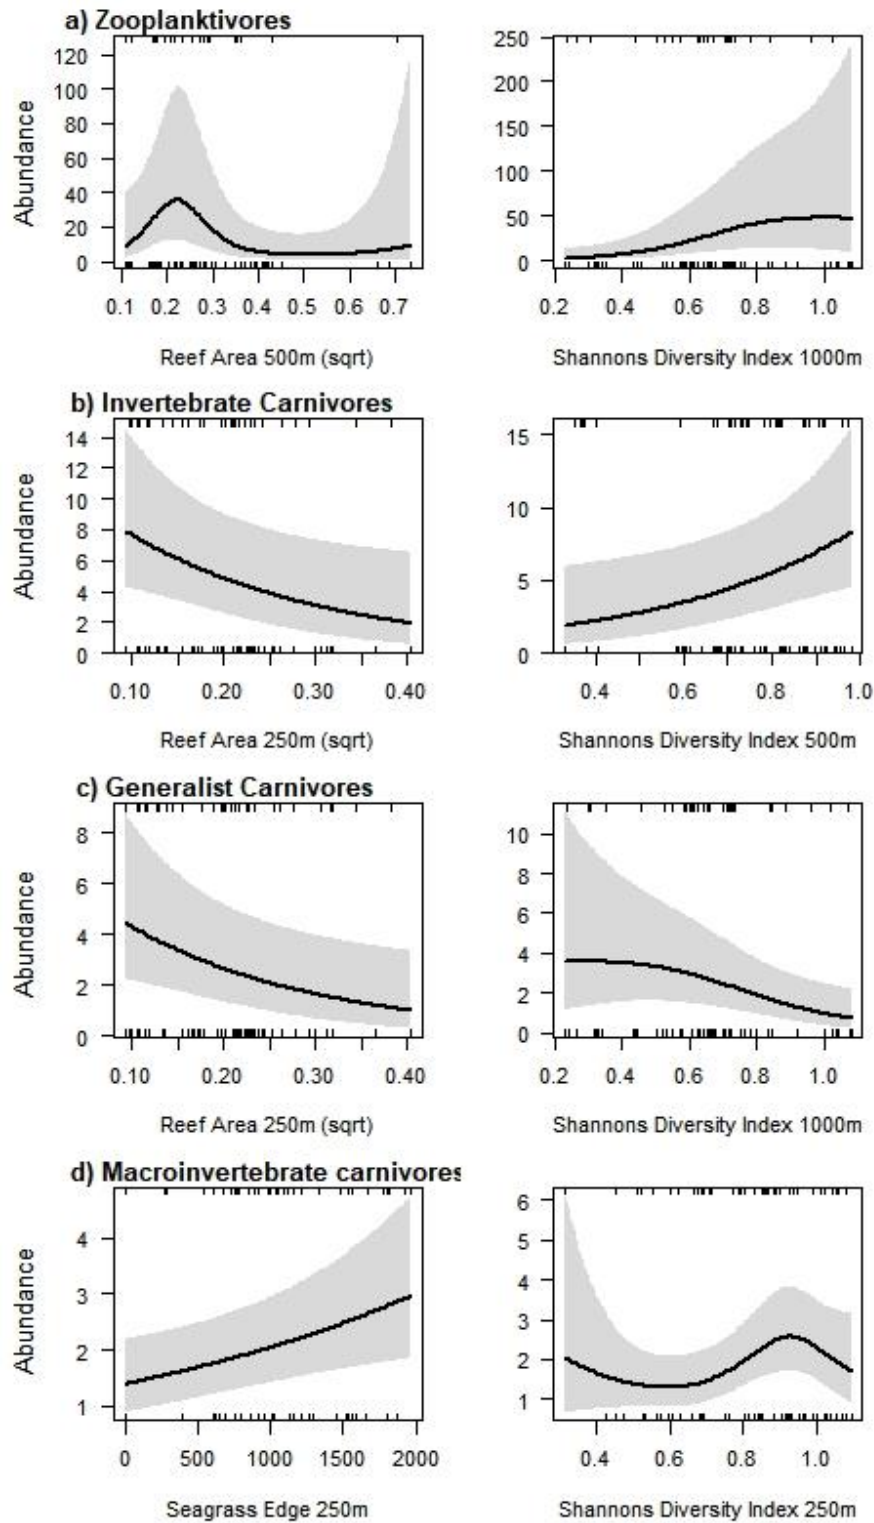 a) Zooplanktivores
Abundance
120
100
80
60
40
20
0
0.1 0.2 0.3 0.4 0.5 0.6 0.7
Reef Area 500m (sqrt)
250
200
150
100
50
0
0.2 0.4 0.6 0.8 1.0
Shannons Diversity Index 1000m
b) Invertebrate Carnivores
Abundance
14
12
10
8
6
4
2
0
0.10 0.20 0.30 0.40
Reef Area 250m (sqrt)
15
10
5
0
0.4 0.6 0.8 1.0
Shannons Diversity Index 500m
c) Generalist Carnivores
Abundance
8
6
4
2
0
0.10 0.20 0.30 0.40
Reef Area 250m (sqrt)
10
8
6
4
2
0
0.2 0.4 0.6 0.8 1.0
Shannons Diversity Index 1000m
d) Macroinvertebrate carnivores
Abundance
4
3
2
1
0 500 1000 1500 2000
Seagrass Edge 250m
6
5
4
3
2
1
0.4 0.6 0.8 1.0
Shannons Diversity Index 250m